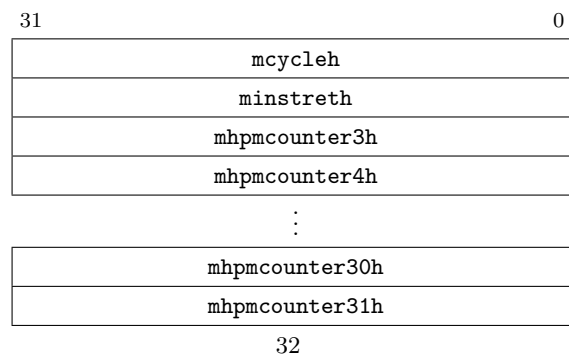 31 0
mcycleh
minstreth
mhpmcounter3h
mhpmcounter4h
⋮
mhpmcounter30h
mhpmcounter31h
32